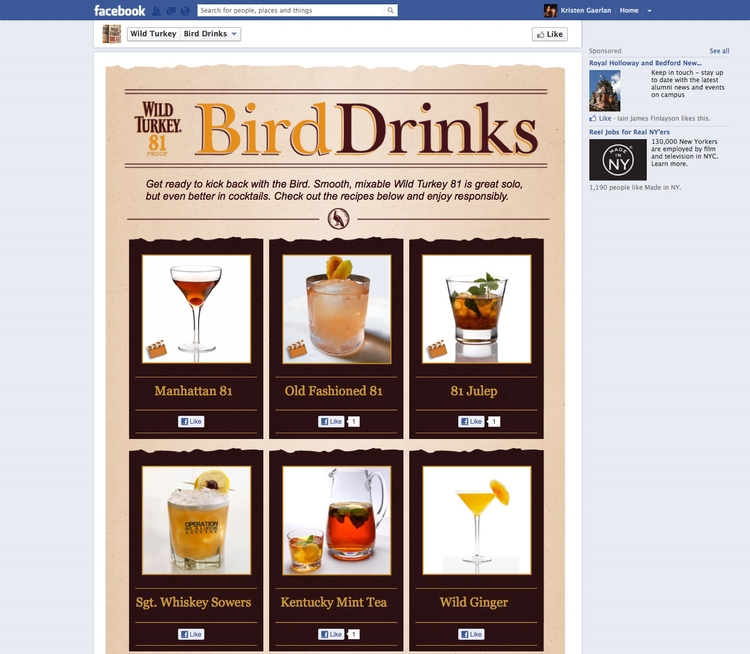 facebook
Search for people, places and things
Kristen Gaerlan
Home
Wild Turkey
Bird Drinks
Like
Sponsored
See all
Royal Holloway and Bedford New...
Keep in touch – stay up
to date with the latest
alumni news and events
on campus
Like · Iain James Finlayson likes this.
Reel Jobs for Real NY'ers
MADE IN NY
130,000 New Yorkers
are employed by film
and television in NYC.
Learn more.
1,190 people like Made in NY.
WILD
TURKEY.
81
PROOF
Bird Drinks
Get ready to kick back with the Bird. Smooth, mixable Wild Turkey 81 is great solo,
but even better in cocktails. Check out the recipes below and enjoy responsibly.
Manhattan 81
Old Fashioned 81
81 Julep
Like
Like 1
Like 1
OPERATION
Sgt. Whiskey Sowers
Kentucky Mint Tea
Wild Ginger
Like
Like 1
Like